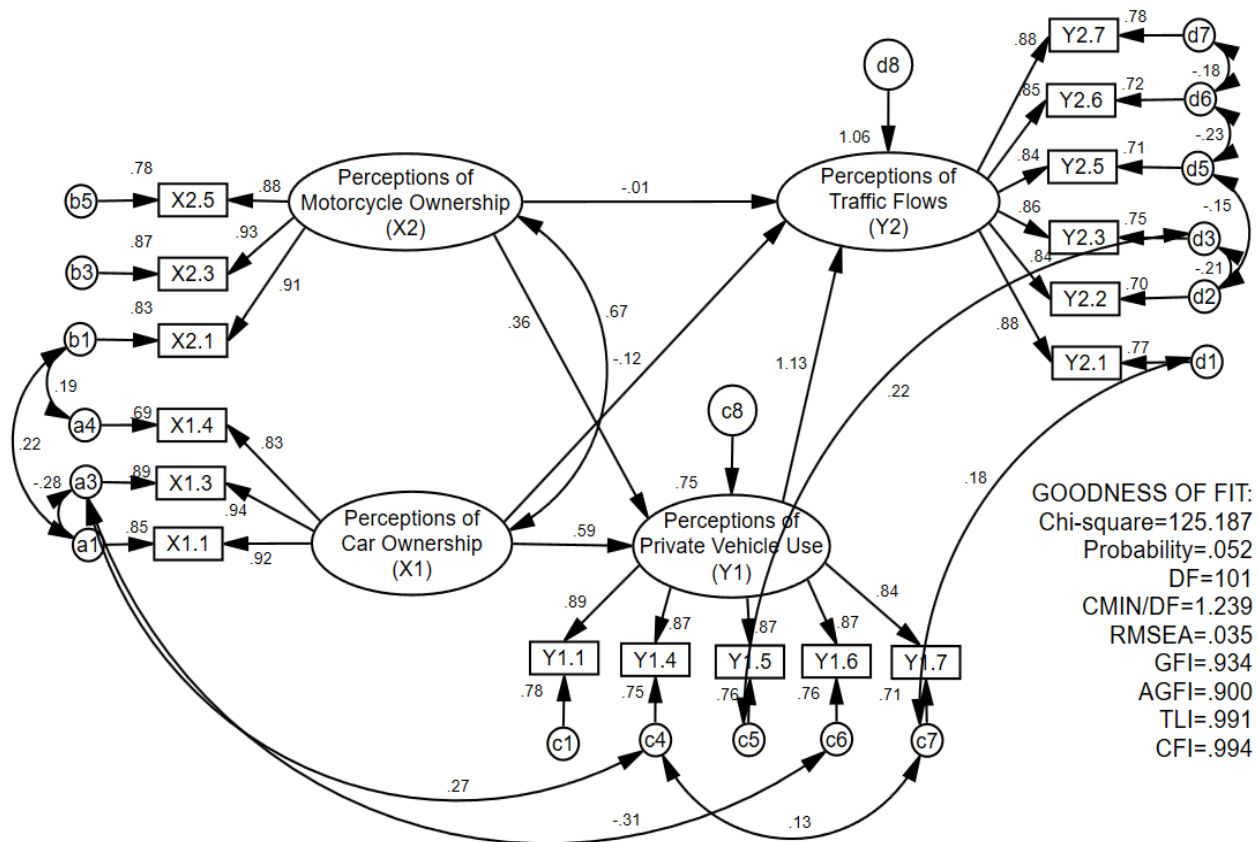 .78
d7
.88
Y2.7
-.18
d8
.85
.72
Y2.6
d6
-.23
1.06
.84
.71
Y2.5
d5
-.15
.78
b5
X2.5
.88
Perceptions of
Motorcycle Ownership
(X2)
-.01
Perceptions of
Traffic Flows
(Y2)
.86
.75
Y2.3
d3
-.21
.87
b3
X2.3
.93
.84
.70
Y2.2
d2
.83
b1
X2.1
.91
.36
.67
-.12
1.13
.22
.88
.77
Y2.1
d1
.19
.22
a4
.69
X1.4
.83
c8
.18
-.28
a3
.89
X1.3
.94
a1
.85
X1.1
.92
Perceptions of
Car Ownership
(X1)
.59
.75
Perceptions of
Private Vehicle Use
(Y1)
.89
.87
.87
.87
.84
Y1.1
Y1.4
Y1.5
Y1.6
Y1.7
.78
.75
.76
.76
.71
c1
c4
c5
c6
c7
.27
-.31
.13
GOODNESS OF FIT:
Chi-square=125.187
Probability=.052
DF=101
CMIN/DF=1.239
RMSEA=.035
GFI=.934
AGFI=.900
TLI=.991
CFI=.994